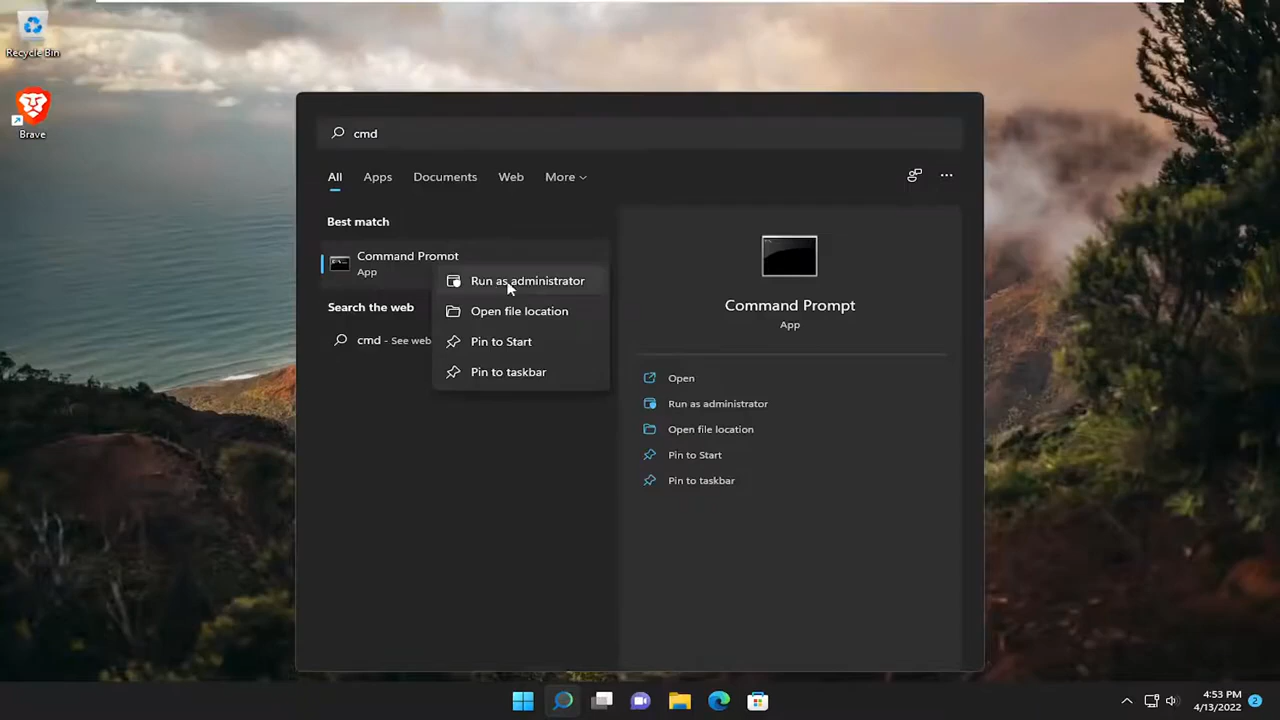 Recycle Bin
Brave
cmd
All Apps Documents Web More
Best match
Command Prompt
App
Search the web
cmd - See web
Run as administrator
Open file location
Pin to Start
Pin to taskbar
Command Prompt
App
Open
Run as administrator
Open file location
Pin to Start
Pin to taskbar
4:53 PM
4/13/2022
2